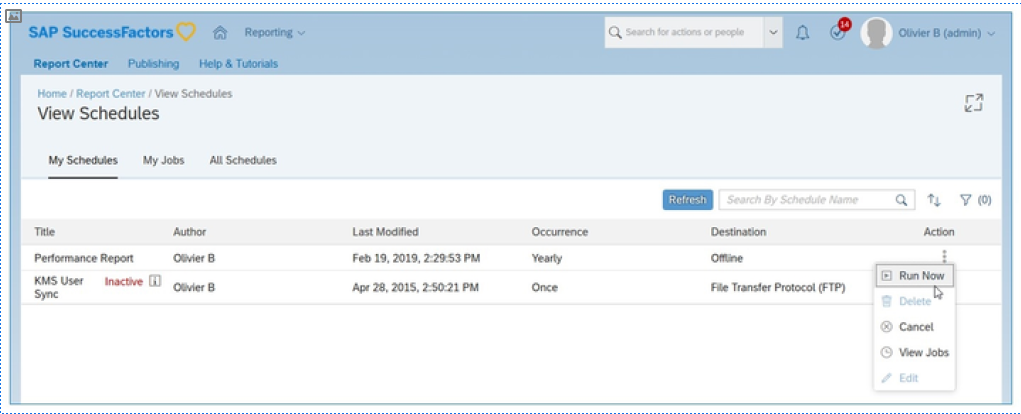 SAP SuccessFactors
Reporting
Search for actions or people
14
Olivier B (admin)
Report Center Publishing Help & Tutorials
Home / Report Center / View Schedules
View Schedules
My Schedules My Jobs All Schedules
Refresh Search By Schedule Name (0)
Title Author Last Modified Occurrence Destination Action
Performance Report Olivier B Feb 19, 2019, 2:29:53 PM Yearly Offline
KMS User Sync Inactive Olivier B Apr 28, 2015, 2:50:21 PM Once File Transfer Protocol (FTP)
Run Now
Delete
Cancel
View Jobs
Edit